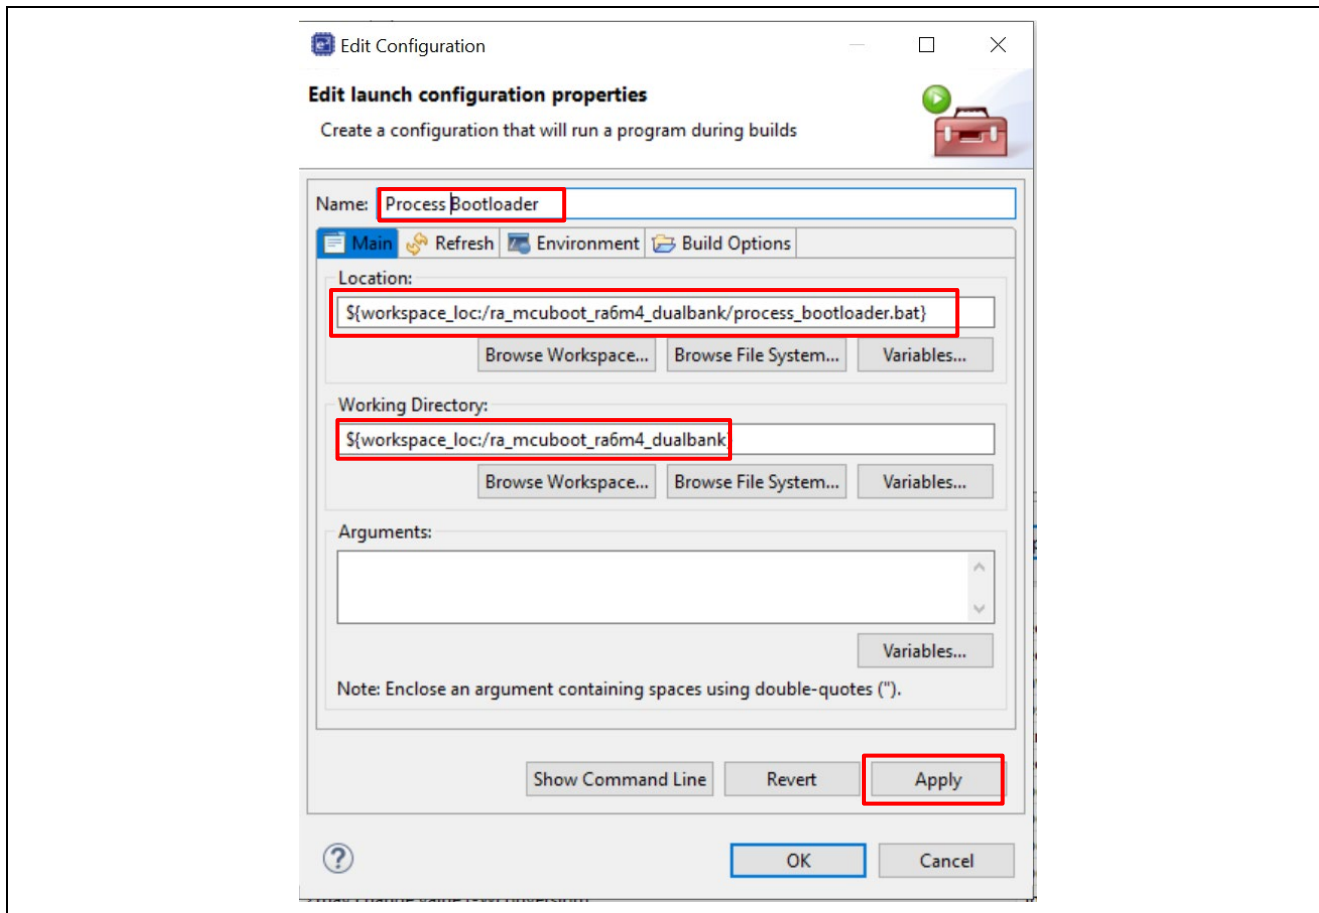 Edit Configuration
Edit launch configuration properties
Create a configuration that will run a program during builds
Name: Process Bootloader
Main Refresh Environment Build Options
Location:
${workspace_loc:/ra_mcuboot_ra6m4_dualbank/process_bootloader.bat}
Browse Workspace... Browse File System... Variables...
Working Directory:
${workspace_loc:/ra_mcuboot_ra6m4_dualbank
Browse Workspace... Browse File System... Variables...
Arguments:
Variables...
Note: Enclose an argument containing spaces using double-quotes (").
Show Command Line Revert Apply
OK Cancel